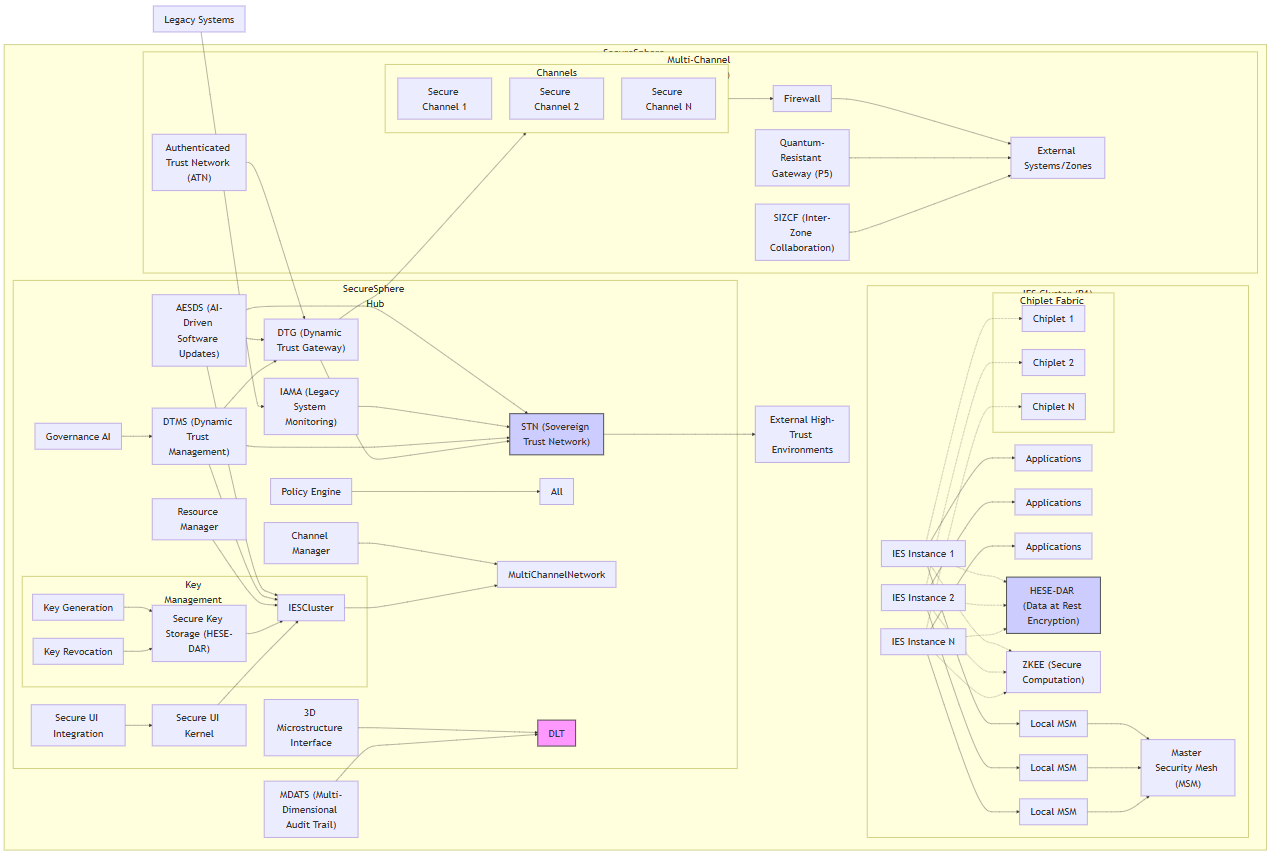 Legacy Systems
SecureSphere
Multi-Channel
)
Channels
Secure
Channel 1
Secure
Channel 2
Secure
Channel N
Firewall
Authenticated
Trust Network
(ATN)
Quantum-
Resistant
Gateway (P5)
External
Systems/Zones
SIZCF (Inter-
Zone
Collaboration)
SecureSphere
Hub
AESDS (AI-
Driven
Software
Updates)
DTG (Dynamic
Trust Gateway)
IAMA (Legacy
System
Monitoring)
Governance AI
DTMS (Dynamic
Trust
Management)
STN (Sovereign
Trust Network)
External High-
Trust
Environments
Policy Engine
All
Resource
Manager
Channel
Manager
MultiChannelNetwork
Key
Management
Key Generation
Key Revocation
Secure Key
Storage (HESE-
DAR)
IESCluster
Secure UI
Integration
Secure UI
Kernel
3D
Microstructure
Interface
DLT
MDATS (Multi-
Dimensional
Audit Trail)
IES Cluster (P1)
Chiplet Fabric
Chiplet 1
Chiplet 2
Chiplet N
Applications
Applications
Applications
IES Instance 1
IES Instance 2
IES Instance N
HESE-DAR
(Data at Rest
Encryption)
ZKEE (Secure
Computation)
Local MSM
Local MSM
Local MSM
Master
Security Mesh
(MSM)